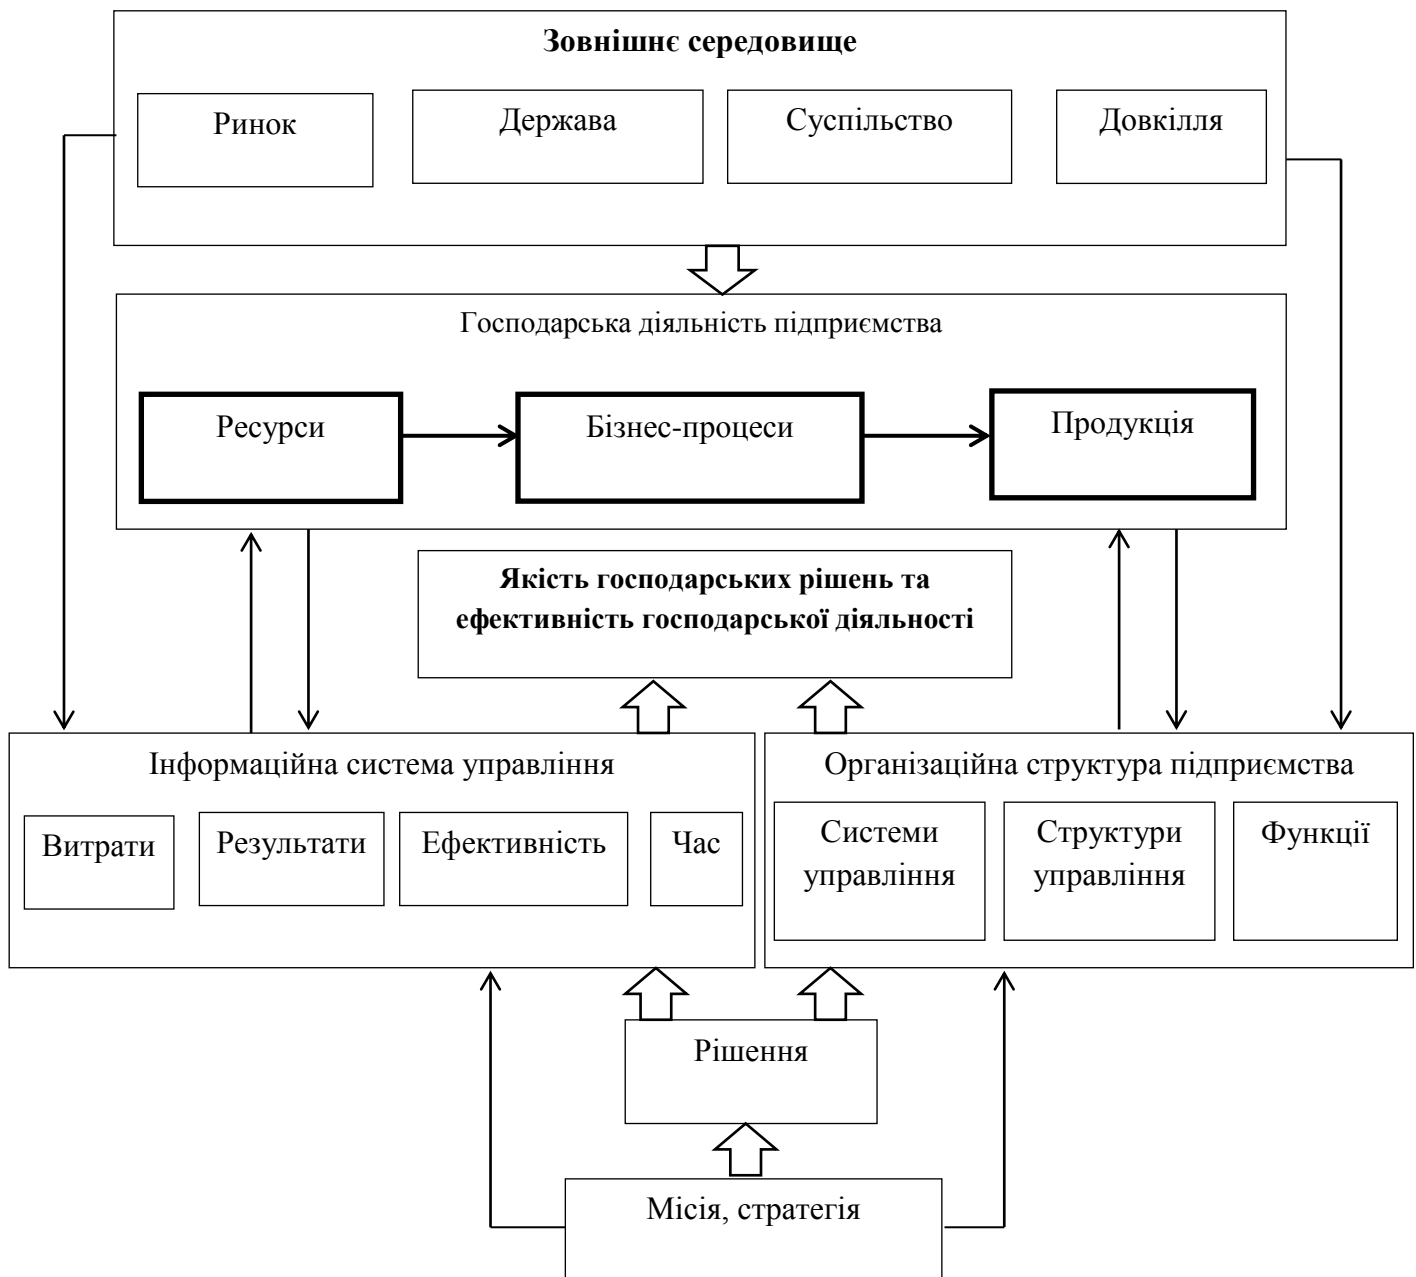 Зовнішнє середовище
Ринок
Держава
Суспільство
Довкілля
Господарська діяльність підприємства
Ресурси
Бізнес-процеси
Продукція
Якість господарських рішень та
ефективність господарської діяльності
Інформаційна система управління
Витрати
Результати
Ефективність
Час
Організаційна структура підприємства
Системи
управління
Структури
управління
Функції
Рішення
Місія, стратегія